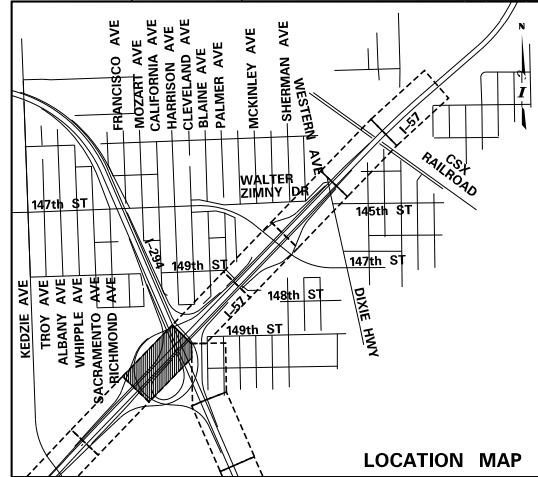 FRANCISCO AVE
MOZART AVE
CALIFORNIA AVE
HARRISON AVE
CLEVELAND AVE
BLAINE AVE
PALMER AVE
MCKINLEY AVE
SHERMAN AVE
WESTERN AVE
N
I-57
CSX
RAILROAD
WALTER
ZIMNY DR
147th ST
145th ST
I-294
149th ST
147th ST
I-57
148th ST
149th ST
DIXIE HWY
KEDZIE AVE
TROY AVE
ALBANY AVE
WHIPPLE AVE
SACRAMENTO AVE
RICHMOND AVE
LOCATION MAP